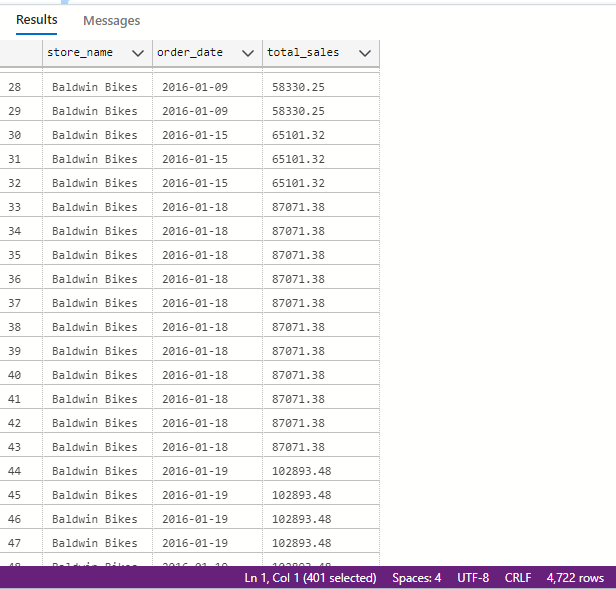 Results Messages
store_name order_date total_sales
28 Baldwin Bikes 2016-01-09 58330.25
29 Baldwin Bikes 2016-01-09 58330.25
30 Baldwin Bikes 2016-01-15 65101.32
31 Baldwin Bikes 2016-01-15 65101.32
32 Baldwin Bikes 2016-01-15 65101.32
33 Baldwin Bikes 2016-01-18 87071.38
34 Baldwin Bikes 2016-01-18 87071.38
35 Baldwin Bikes 2016-01-18 87071.38
36 Baldwin Bikes 2016-01-18 87071.38
37 Baldwin Bikes 2016-01-18 87071.38
38 Baldwin Bikes 2016-01-18 87071.38
39 Baldwin Bikes 2016-01-18 87071.38
40 Baldwin Bikes 2016-01-18 87071.38
41 Baldwin Bikes 2016-01-18 87071.38
42 Baldwin Bikes 2016-01-18 87071.38
43 Baldwin Bikes 2016-01-18 87071.38
44 Baldwin Bikes 2016-01-19 102893.48
45 Baldwin Bikes 2016-01-19 102893.48
46 Baldwin Bikes 2016-01-19 102893.48
47 Baldwin Bikes 2016-01-19 102893.48
Ln 1, Col 1 (401 selected) Spaces: 4 UTF-8 CRLF 4,722 rows